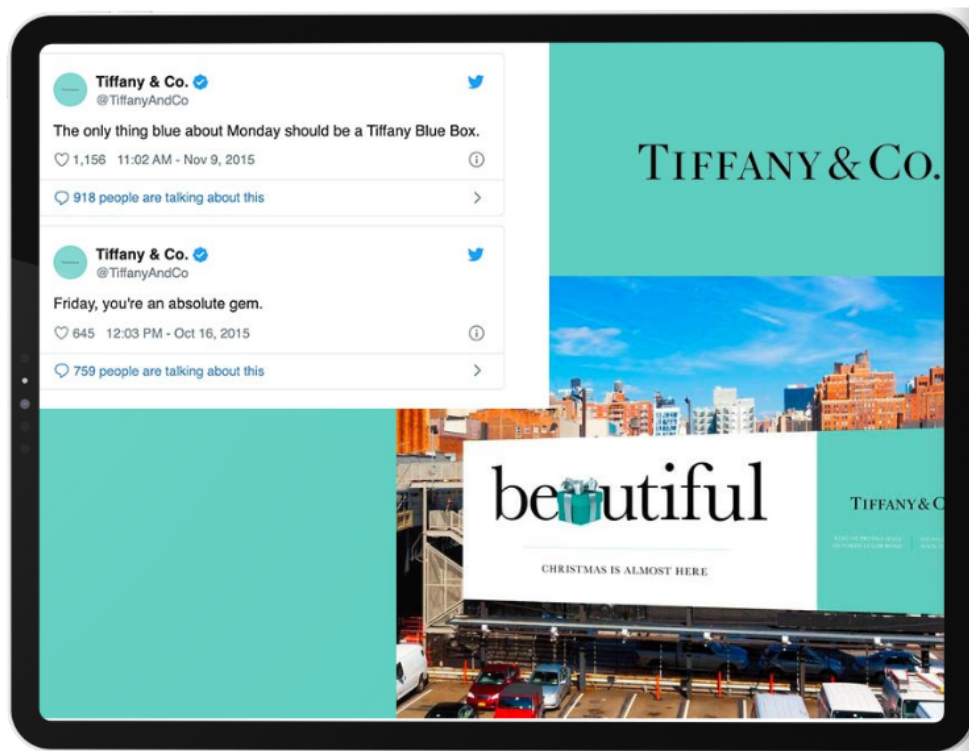 Tiffany & Co.
@TiffanyAndCo
The only thing blue about Monday should be a Tiffany Blue Box.
1,156 11:02 AM - Nov 9, 2015
918 people are talking about this
Tiffany & Co.
@TiffanyAndCo
Friday, you're an absolute gem.
645 12:03 PM - Oct 16, 2015
759 people are talking about this
TIFFANY & CO.
be utiful
CHRISTMAS IS ALMOST HERE
TIFFANY & C